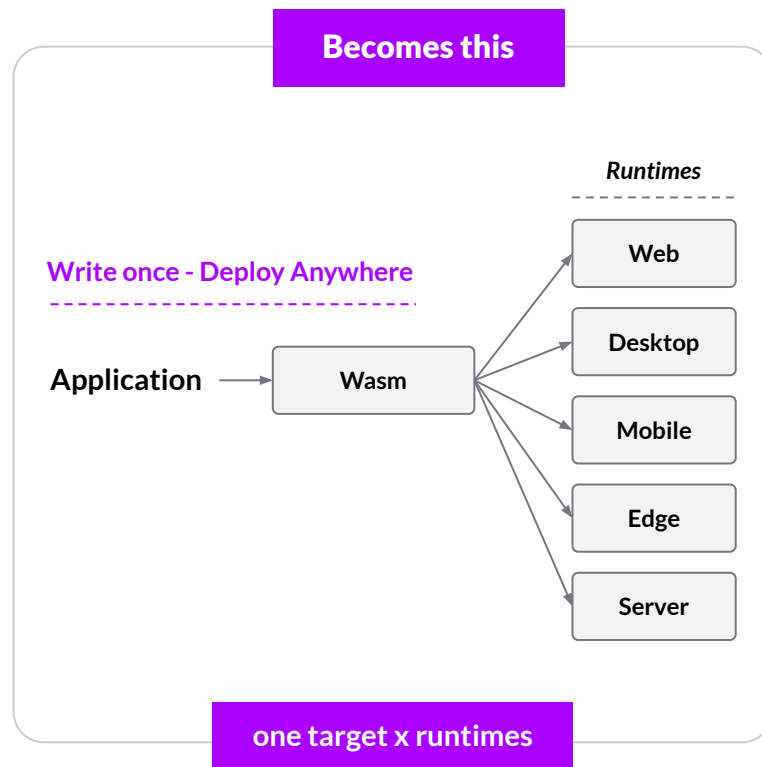 Becomes this
Runtimes
Web
Write once - Deploy Anywhere
Desktop
Application
Wasm
Mobile
Edge
Server
one target x runtimes